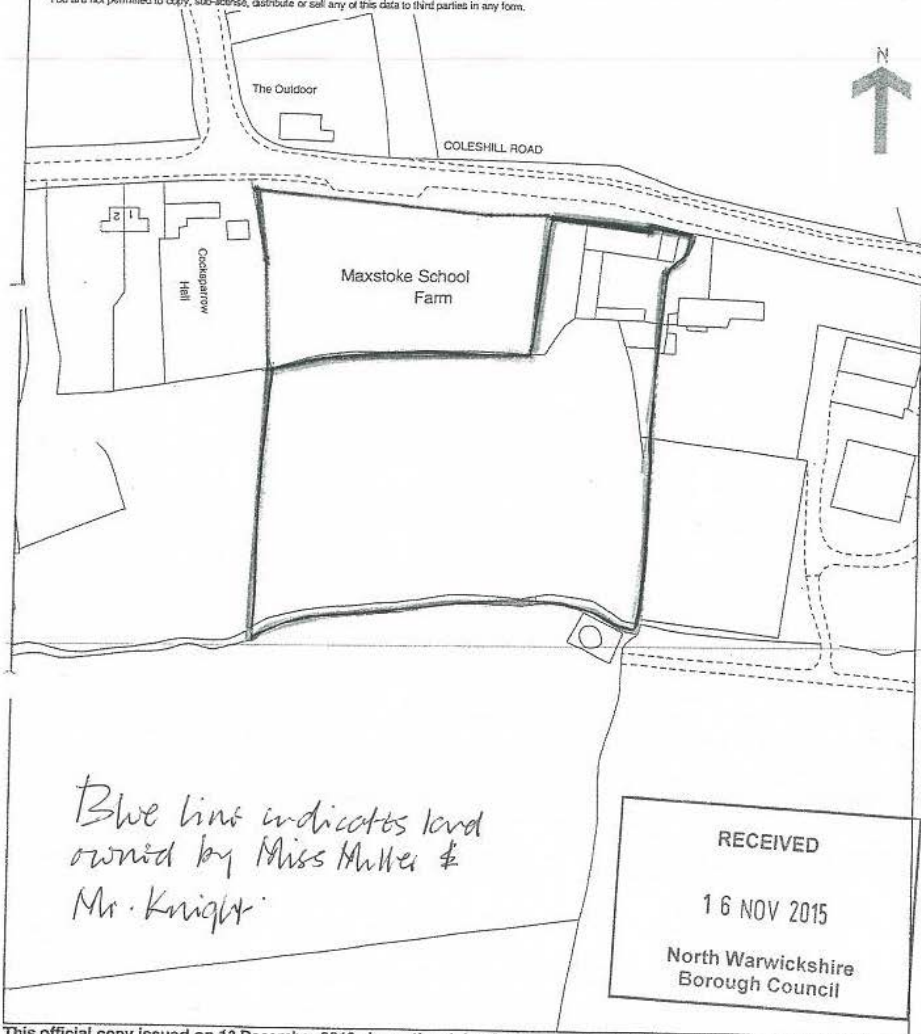 You are not permitted to copy, sub-license, distribute or sell any of this data to third parties in any form.
N
The Outdoor
COLESHILL ROAD
2
1
Cocksparrow
Hall
Maxstoke School
Farm
Blue line indicates land
owned by Miss Miller &
Mr. Knight.
RECEIVED
16 NOV 2015
North Warwickshire
Borough Council
This official copy issued on